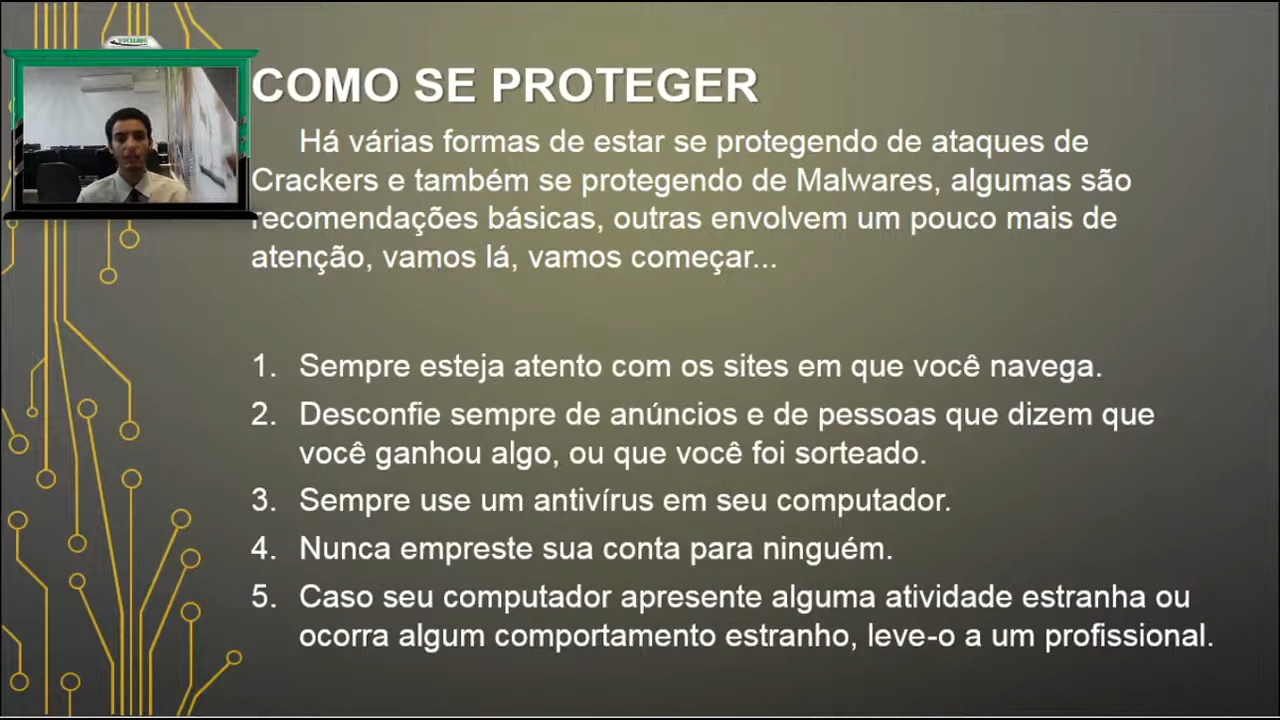 COMO SE PROTEGER
Há várias formas de estar se protegendo de ataques de
Crackers e também se protegendo de Malwares, algumas são
recomendações básicas, outras envolvem um pouco mais de
atenção, vamos lá, vamos começar...
1. Sempre esteja atento com os sites em que você navega.
2. Desconfie sempre de anúncios e de pessoas que dizem que
você ganhou algo, ou que você foi sorteado.
3. Sempre use um antivírus em seu computador.
4. Nunca empreste sua conta para ninguém.
5. Caso seu computador apresente alguma atividade estranha ou
ocorra algum comportamento estranho, leve-o a um profissional.